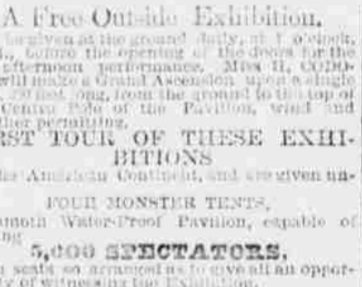 A Free Outside Exhibition,
be given at the ground daily, at 1 o'clock,
., before the opening of the doors for the
afternoon performance. MISS H, CODO-
will make a Grand Ascension upon a single
feet long, from the ground to the top of
Centre Pole of the Pavilion, wind and
ther permitting.
RST TOUR OF THESE EXHI-
BITIONS
American Continent, and are given un-
FOUR MONSTER TENTS,
amoth Water-Proof Pavilion, capable of
ng
5,000 SPECTATORS,
seats so arranged as to give all an oppor-
ty of witnessing the Exhibition.